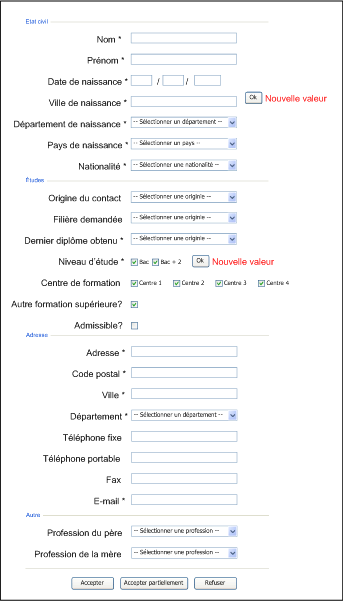 Etat civil
Nom *
Prénom *
Date de naissance * / /
Ville de naissance * Ok Nouvelle valeur
Département de naissance * -- Sélectionner un département --
Pays de naissance * -- Sélectionner un pays --
Nationalité * -- Sélectionner une nationalité --
Études
Origine du contact -- Sélectionner une originie --
Filière demandée -- Sélectionner une originie --
Dernier diplôme obtenu * -- Sélectionner une originie --
Niveau d'étude * Bac Bac + 2 Ok Nouvelle valeur
Centre de formation Centre 1 Centre 2 Centre 3 Centre 4
Autre formation supérieure?
Admissible?
Adresse
Adresse *
Code postal *
Ville *
Département * -- Sélectionner un département --
Téléphone fixe
Téléphone portable
Fax
E-mail *
Autre
Profession du père -- Sélectionner une profession --
Profession de la mère -- Sélectionner une profession --
Accepter Accepter partiellement Refuser